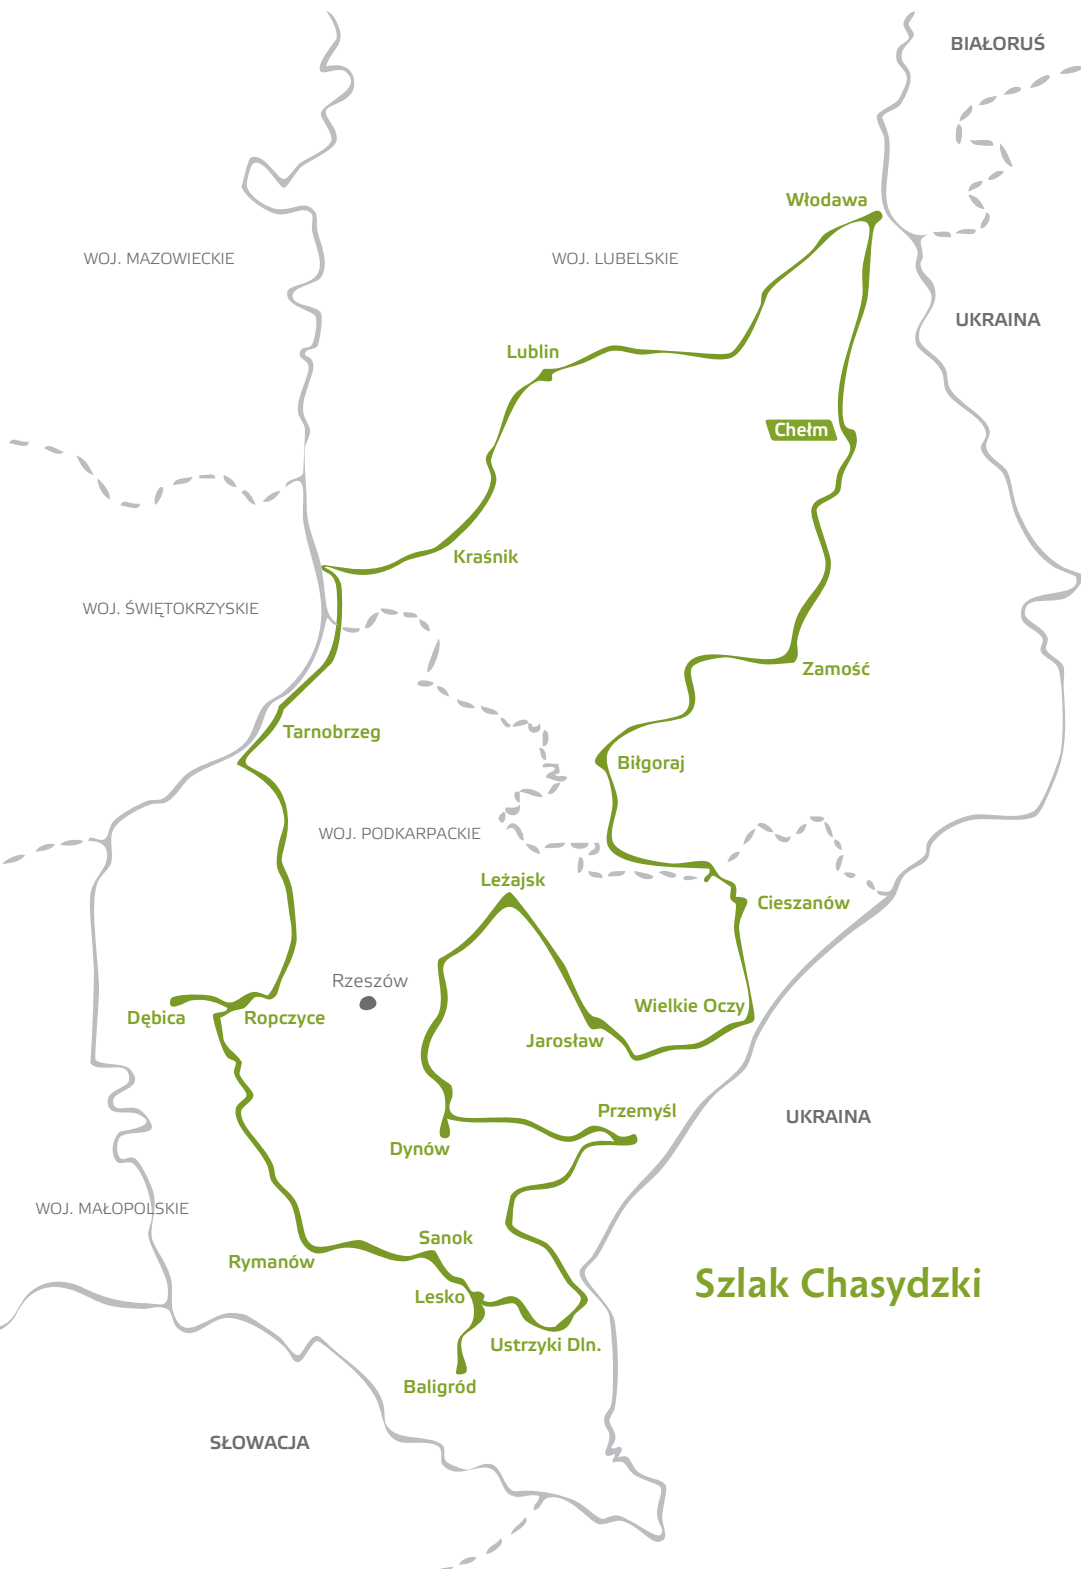 BIAŁORUŚ
Włodawa
WOJ. MAZOWIECKIE
WOJ. LUBELSKIE
UKRAINA
Lublin
Chełm
Kraśnik
WOJ. ŚWIĘTOKRZYSKIE
Zamość
Tarnobrzeg
Biłgoraj
WOJ. PODKARPACKIE
Leżajsk
Cieszanów
Rzeszów
Wielkie Oczy
Dębica
Ropczyce
Jarosław
Przemyśl
UKRAINA
Dynów
WOJ. MAŁOPOLSKIE
Sanok
Rymanów
Szlak Chasydzki
Lesko
Ustrzyki Dln.
Baligród
SŁOWACJA